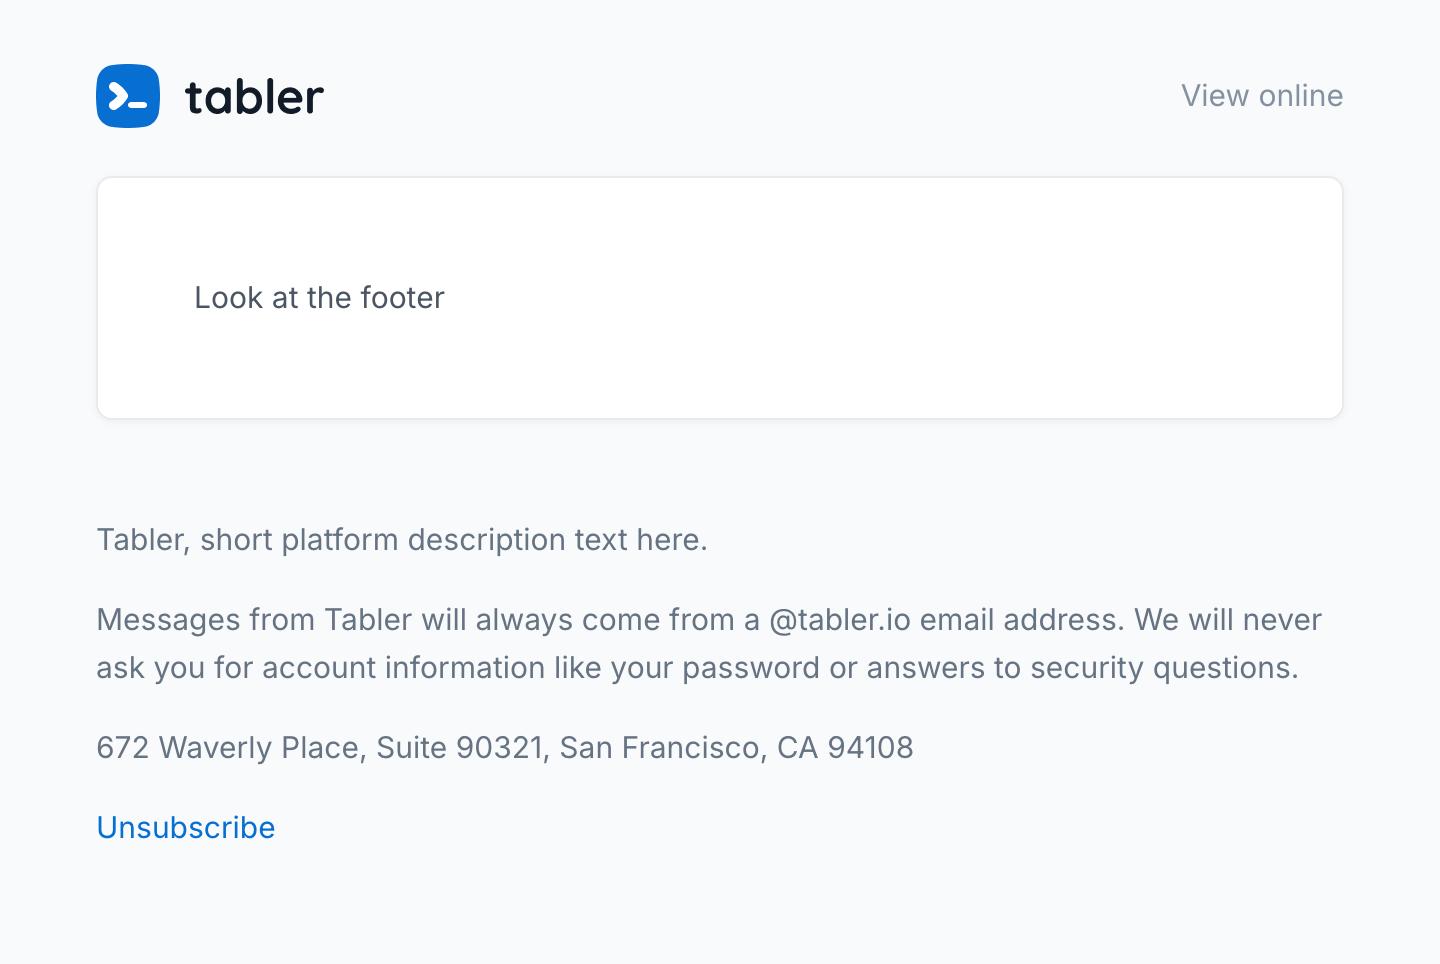 tabler
View online
Look at the footer
Tabler, short platform description text here.
Messages from Tabler will always come from a @tabler.io email address. We will never
ask you for account information like your password or answers to security questions.
672 Waverly Place, Suite 90321, San Francisco, CA 94108
Unsubscribe